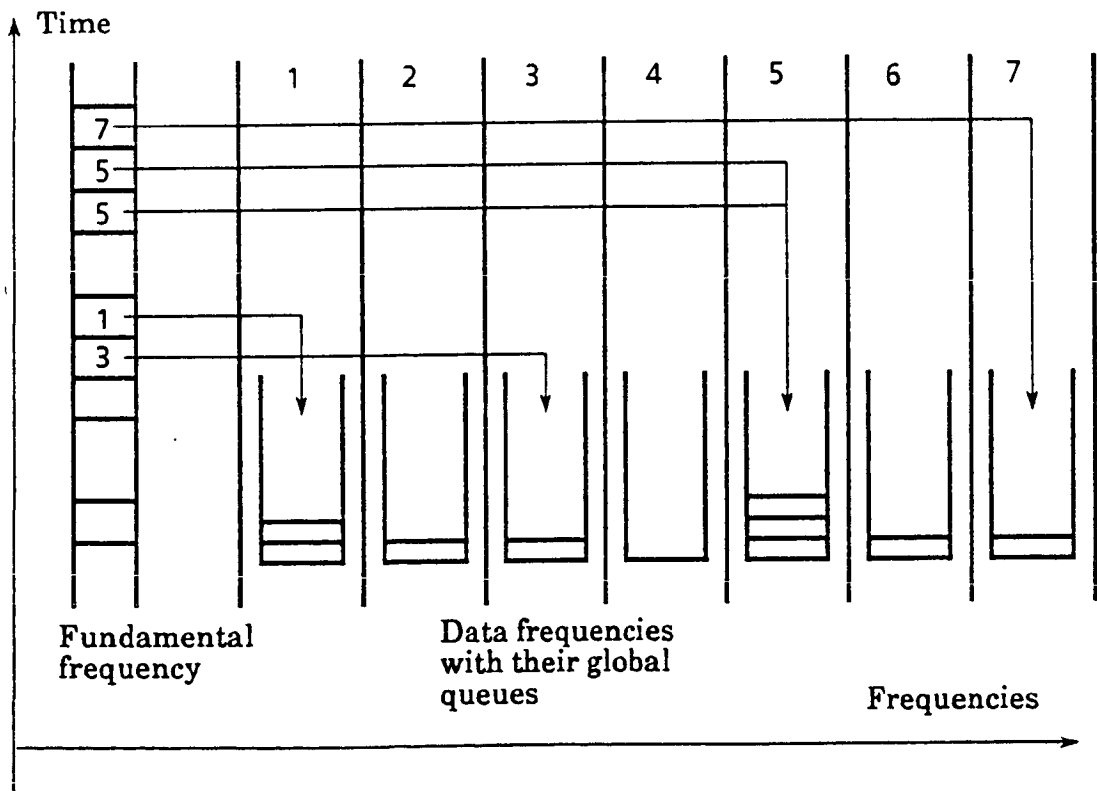 Time
1 2 3 4 5 6 7
7
5
5
1
3
Fundamental
frequency
Data frequencies
with their global
queues
Frequencies